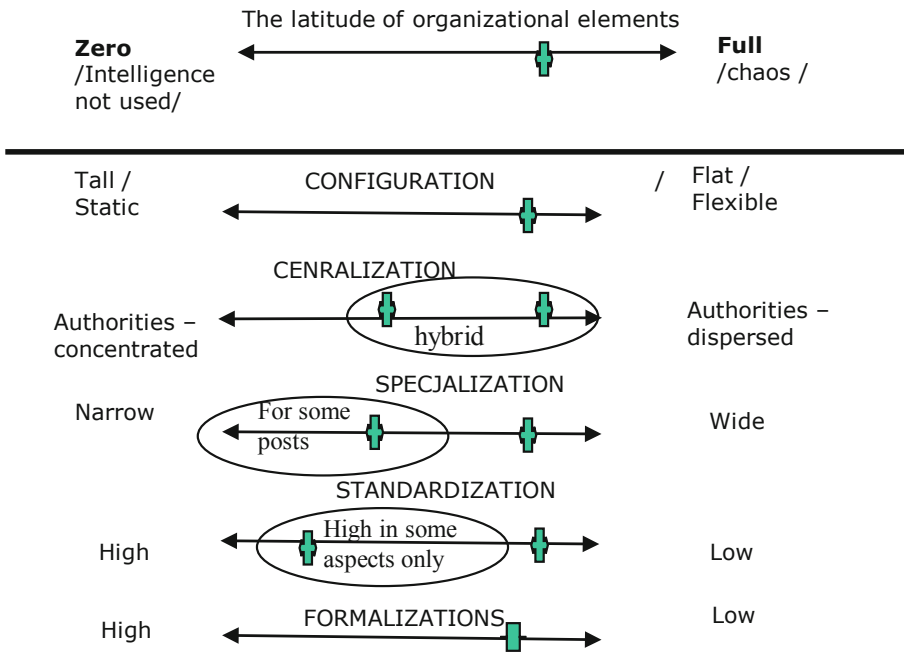 The latitude of organizational elements
Zero
/Intelligence
not used/
Full
/chaos /
Tall /
Static
CONFIGURATION
/
Flat /
Flexible
CENRALIZATION
Authorities –
concentrated
hybrid
Authorities –
dispersed
SPECJALIZATION
Narrow
For some
posts
Wide
STANDARDIZATION
High
High in some
aspects only
Low
FORMALIZATIONS
High
Low